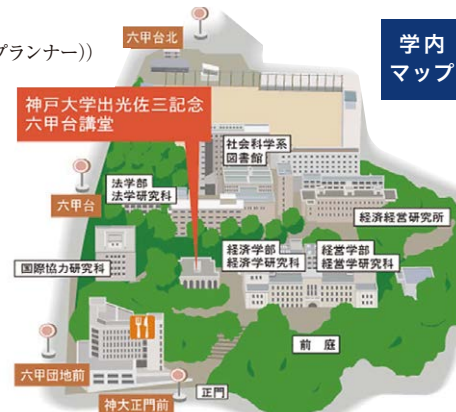 六甲台北
プランナー))
学内
マップ
神戸大学出光佐三記念
六甲台講堂
社会科学系
図書館
法学部
法学研究科
六甲台
経済経営研究所
国際協力研究科
経済学部
経済学研究科
経営学部
経営学研究科
前庭
六甲団地前
神大正門前
正門